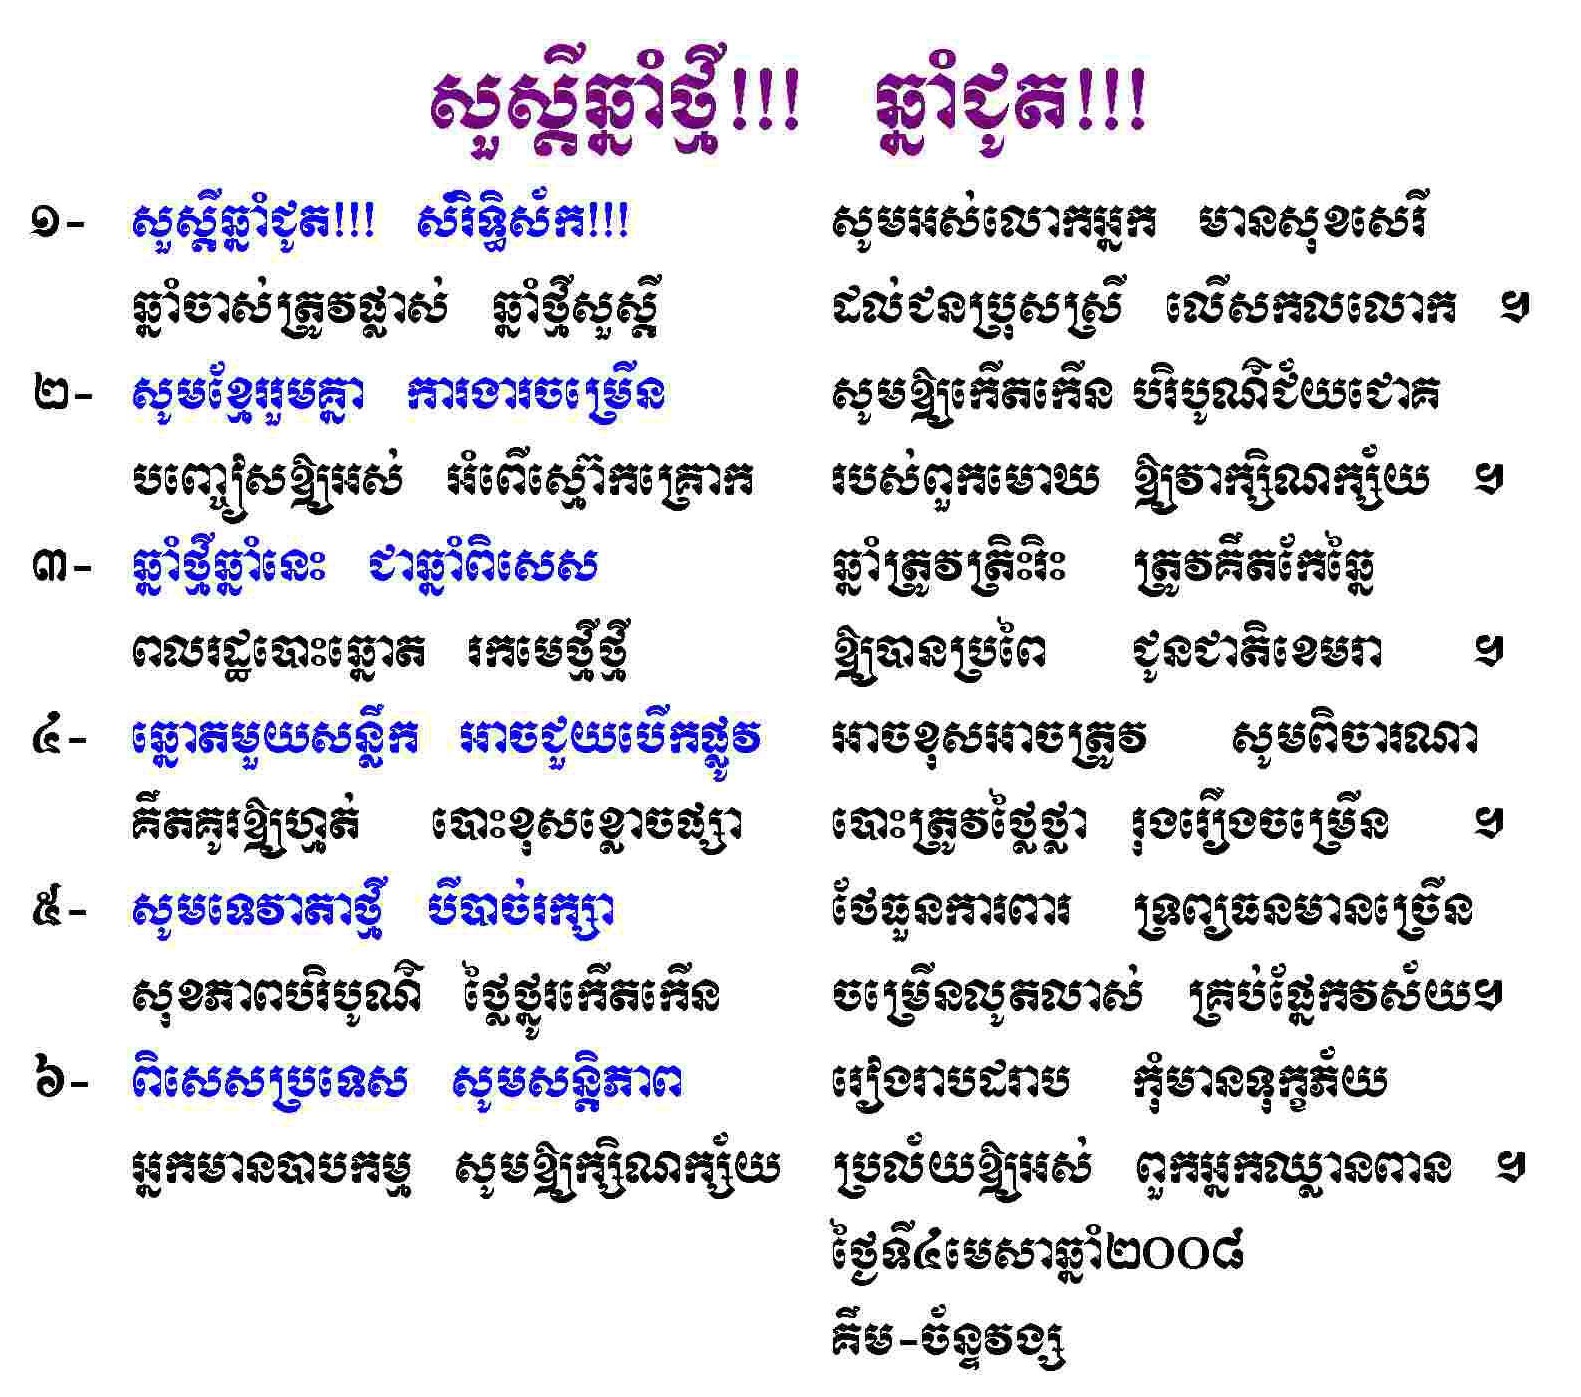 សួស្តីឆ្នាំថ្មី!!! ឆ្នាំជូត!!!
១- សួស្តីឆ្នាំជូត!!! សំរិទ្ធិស័ក!!! សូមអស់លោកអ្នក មានសុខសេរី
ឆ្នាំចាស់ត្រូវផ្លាស់ ឆ្នាំថ្មីសួស្តី ដល់ជនប្រុសស្រី លើសកលលោក ។
២- សូមខ្មែររួមគ្នា ការងារចម្រើន សូមឱ្យកើតកើន បរិបូណ៌ជ័យជោគ
បញ្ចៀសឱ្យអស់ អំពើស្មោ៊កគ្រោក របស់ពួកមោឃ ឱ្យវាក្សិណក្ស័យ ។
៣- ឆ្នាំថ្មីឆ្នាំនេះ ជាឆ្នាំពិសេស ឆ្នាំត្រូវត្រិះរិះ ត្រូវគឹតកែឆ្នៃ
ពលរដ្ឋបោះឆ្នោត រកមេថ្មីថ្មី ឱ្យបានប្រពៃ ជូនជាតិខេមរា ។
៤- ឆ្នោតមួយសន្លឹក អាចជួយបើកផ្លូវ អាចខុសអាចត្រូវ សូមពិចារណា
គឹតគូរឱ្យហ្មត់ បោះខុសខ្លោចផ្សា បោះត្រូវថ្លៃថ្លា រុងរឿងចម្រើន ។
៥- សូមទេវាតាថ្មី បីបាច់រក្សា ថែធួនការពារ ទ្រព្យធនមានច្រើន
សុខភាពបរិបូណ៌ ថ្លៃថ្នូរកើតកើន ចម្រើនលូតលាស់ គ្រប់ផ្នែកវស័យ។
៦- ពិសេសប្រទេស សូមសន្តិភាព រៀងរាបដរាប កុំមានទុក្ខភ័យ
អ្នកមានបាបកម្ម សូមឱ្យក្សិណក្ស័យ ប្រល័យឱ្យអស់ ពួកអ្នកឈ្លានពាន ។
ថ្ងៃទី៤មេសាឆ្នាំ២០០៨
គឹម-ច័ន្ទវង្ស